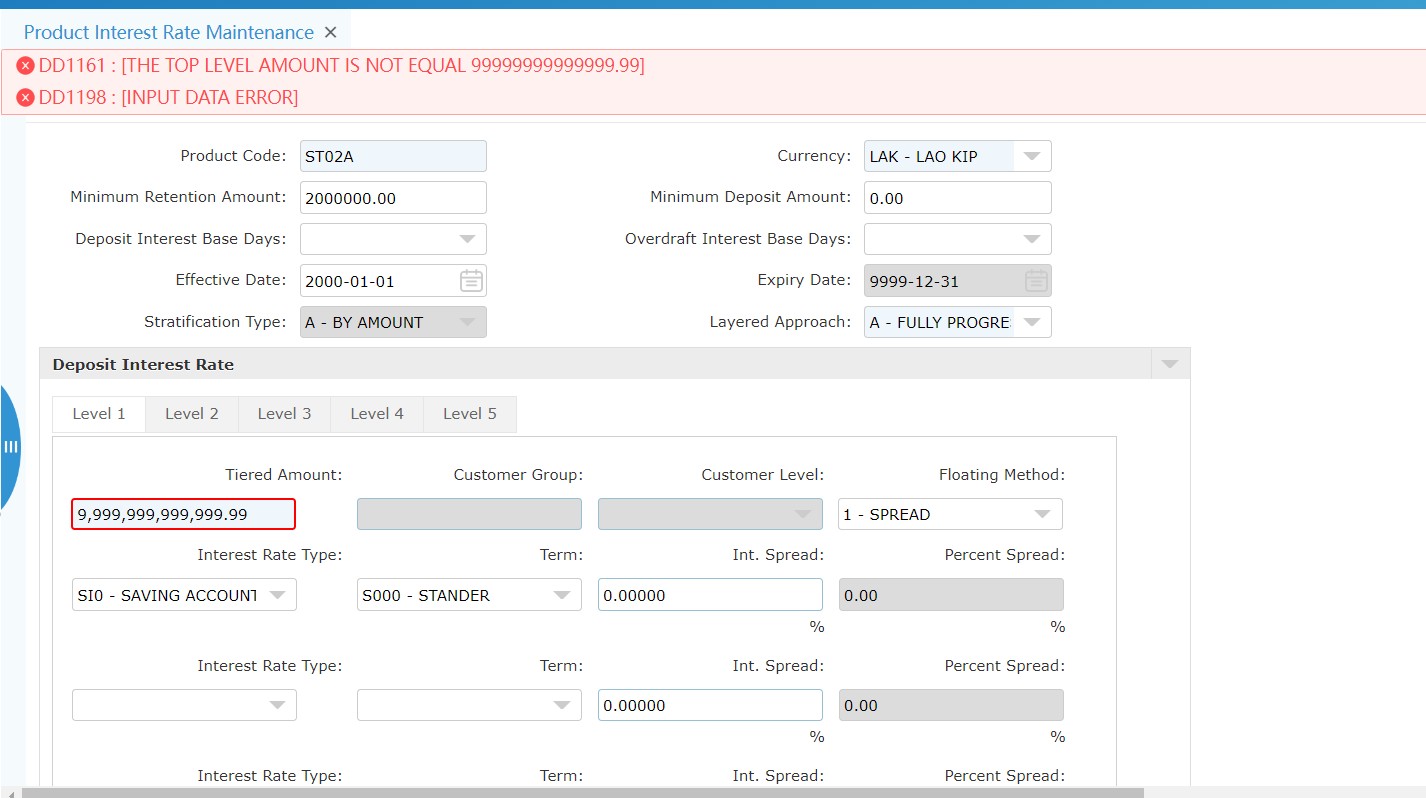 Product Interest Rate Maintenance
DD1161 : [THE TOP LEVEL AMOUNT IS NOT EQUAL 99999999999999.99]
DD1198 : [INPUT DATA ERROR]
Product Code: ST02A Currency: LAK - LAO KIP
Minimum Retention Amount: 2000000.00 Minimum Deposit Amount: 0.00
Deposit Interest Base Days: Overdraft Interest Base Days:
Effective Date: 2000-01-01 Expiry Date: 9999-12-31
Stratification Type: A - BY AMOUNT Layered Approach: A - FULLY PROGRE
Deposit Interest Rate
Level 1 Level 2 Level 3 Level 4 Level 5
Tiered Amount: Customer Group: Customer Level: Floating Method:
9,999,999,999,999.99 1 - SPREAD
Interest Rate Type: Term: Int. Spread: Percent Spread:
SI0 - SAVING ACCOUNT S000 - STANDER 0.00000 0.00
% %
Interest Rate Type: Term: Int. Spread: Percent Spread:
0.00000 0.00
% %
Interest Rate Type: Term: Int. Spread: Percent Spread: